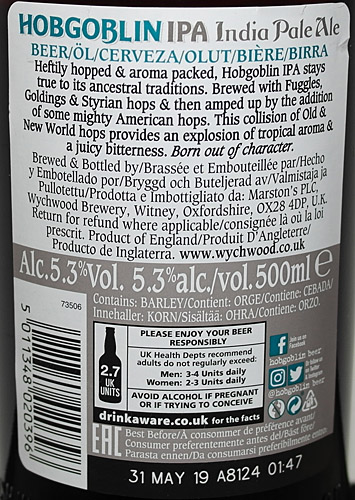 HOBGOBLIN IPA India Pale Ale
BEER/ÖL/CERVEZA/OLUT/BIÈRE/BIRRA
Heftily hopped & aroma packed, Hobgoblin IPA stays
true to its ancestral traditions. Brewed with Fuggles,
Goldings & Styrian hops & then amped up by the addition
of some mighty American hops. This collision of Old &
New World hops provides an explosion of tropical aroma &
a juicy bitterness. Born out of character.
Brewed & Bottled by/Brassée et Embouteillée par/Hecho
y Embotellado por/Bryggd och Buteljerad av/Valmistaja ja
Pullotettu/Prodotta e Imbottigliato da: Marston's PLC,
Wychwood Brewery, Witney, Oxfordshire, OX28 4DP, U.K.
Return for refund where applicable/consignée là où la loi
prescrit. Product of England/Produit D'Angleterre/
Producto de Inglaterra. www.wychwood.co.uk
Alc.5.3%Vol. 5.3%alc./vol.500ml e
73506
Contains: BARLEY/Contient: ORGE/Contiene: CEBADA/
Innehaller: KORN/Sisältää: OHRA/Contiene: ORZO.
5 011348 020396
2.7
UK
UNITS
PLEASE ENJOY YOUR BEER
RESPONSIBLY
UK Health Depts recommend
adults do not regularly exceed:
Men: 3-4 Units daily
Women: 2-3 Units daily
AVOID ALCOHOL IF PREGNANT
OR IF TRYING TO CONCEIVE
drinkaware.co.uk for the facts
hobgoblin beer
@hobgoblin_beer
EAC
Best Before/À consommer de préférence avant/
Consumer preferentemente antes del/Bäst före/
Parasta ennen/Da consumarsi preferibilmente entro:
31 MAY 19 A8124 01:47